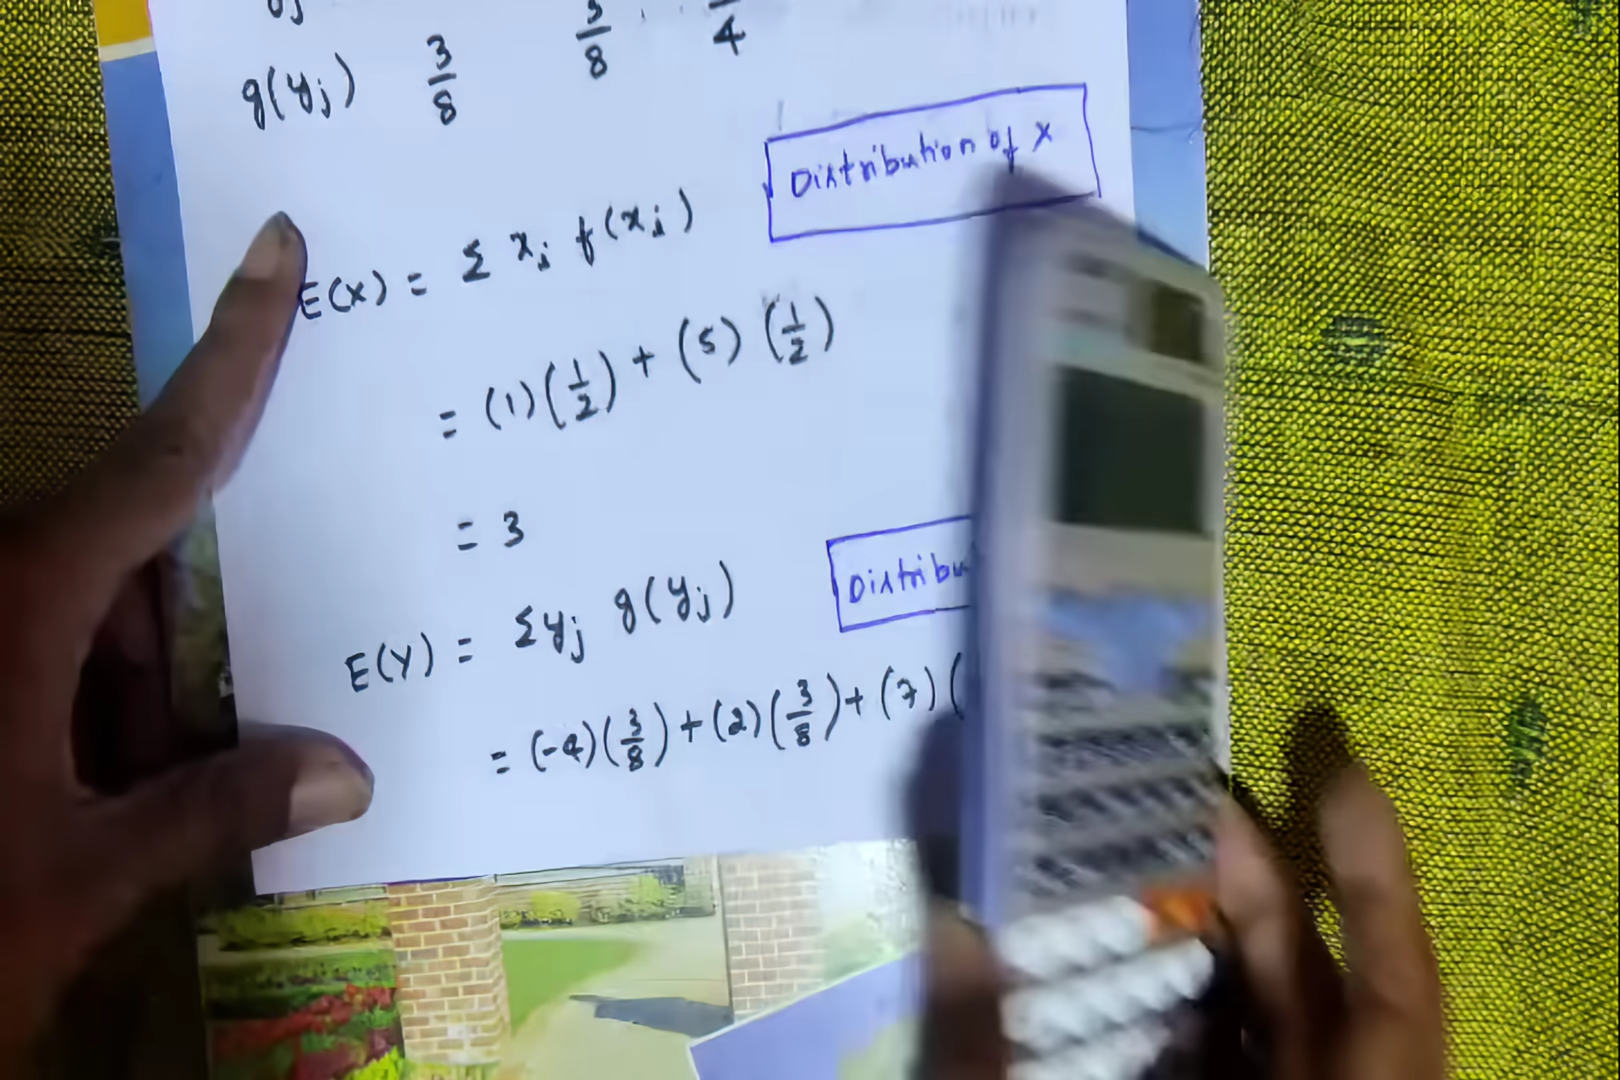 g(yj) 3/8 3/8 1/4
Distribution of X
E(X) = Σ xi f(xi)
= (1)(1/2) + (5)(1/2)
= 3
E(Y) = Σyj g(yj)
= (-4)(3/8) + (2)(3/8) + (7)(